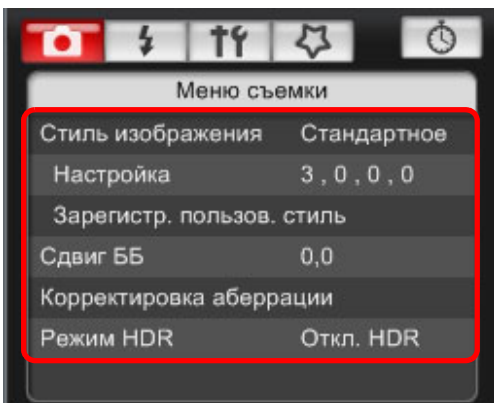 Меню съемки
Стиль изображения Стандартное
Настройка 3 , 0 , 0 , 0
Зарегистр. пользов. стиль
Сдвиг ББ 0,0
Корректировка аберрации
Режим HDR Откл. HDR